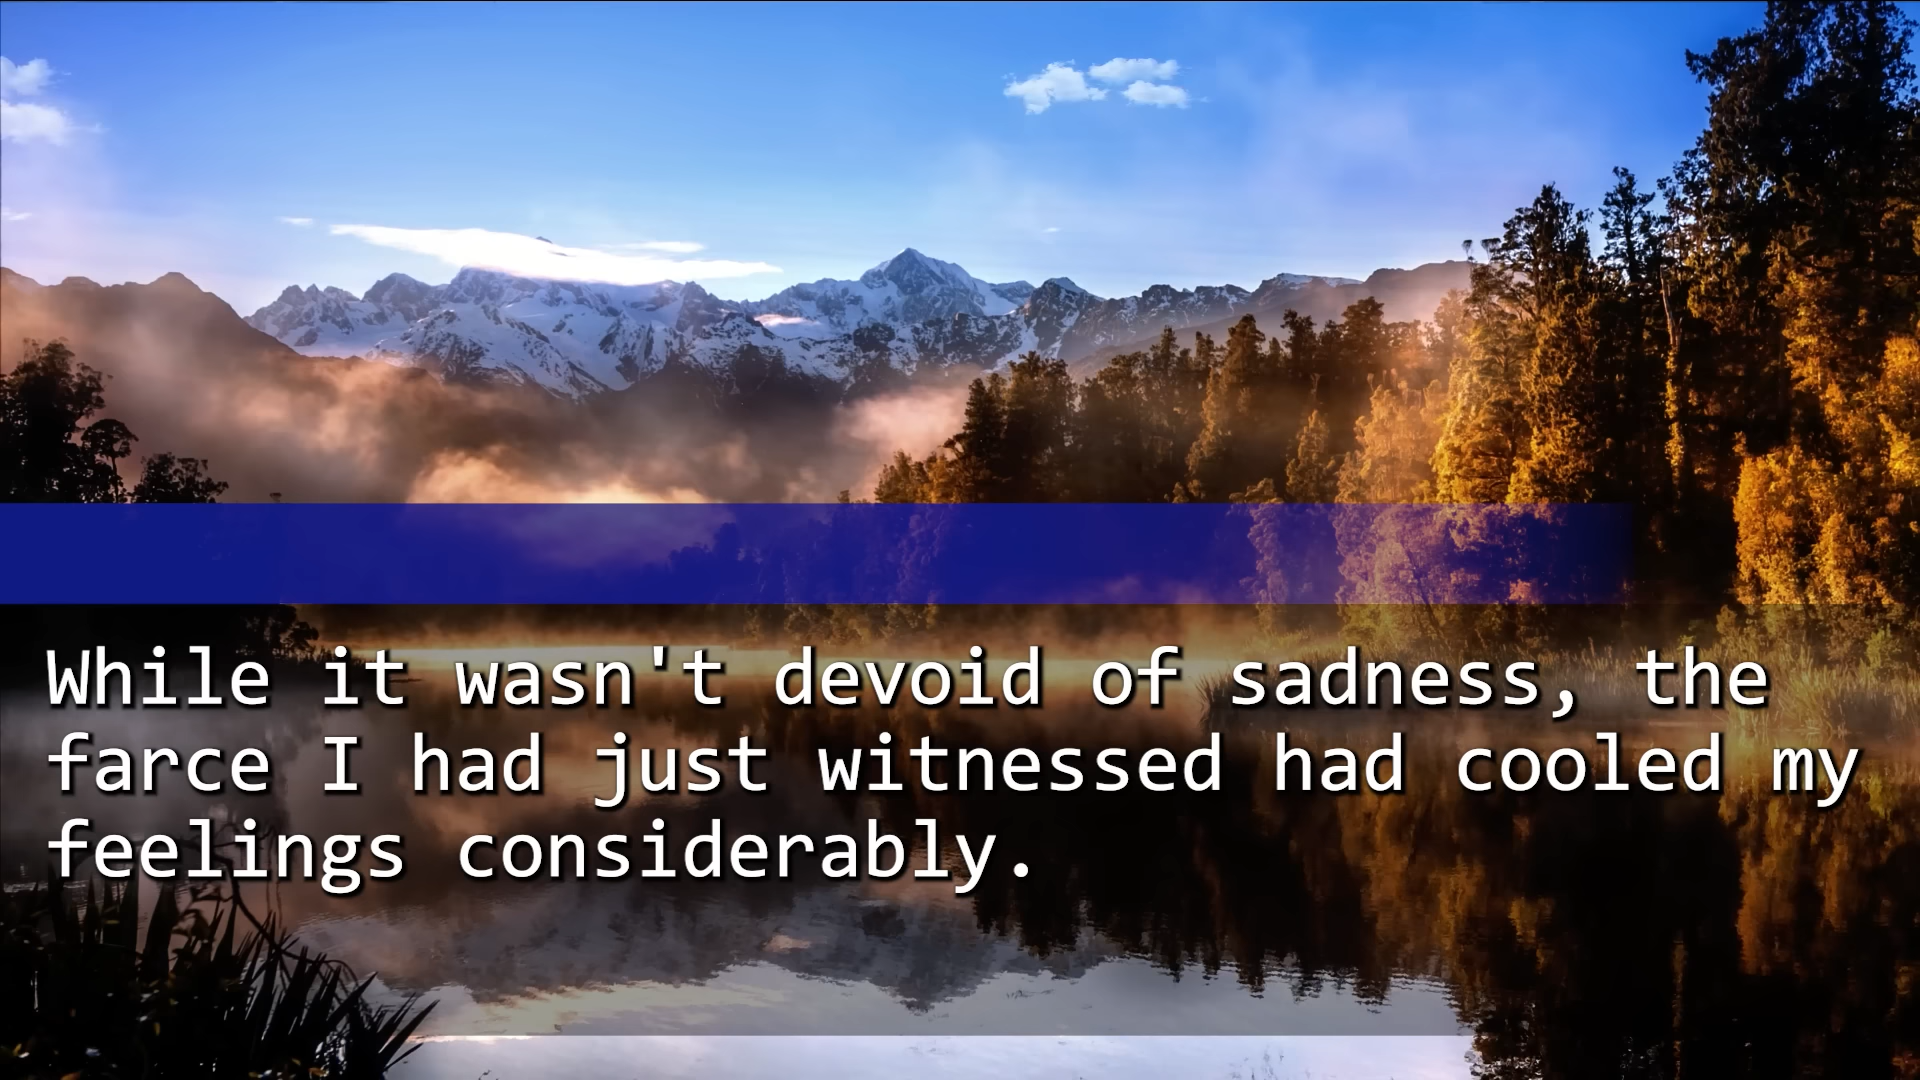 While it wasn't devoid of sadness, the
farce I had just witnessed had cooled my
feelings considerably.